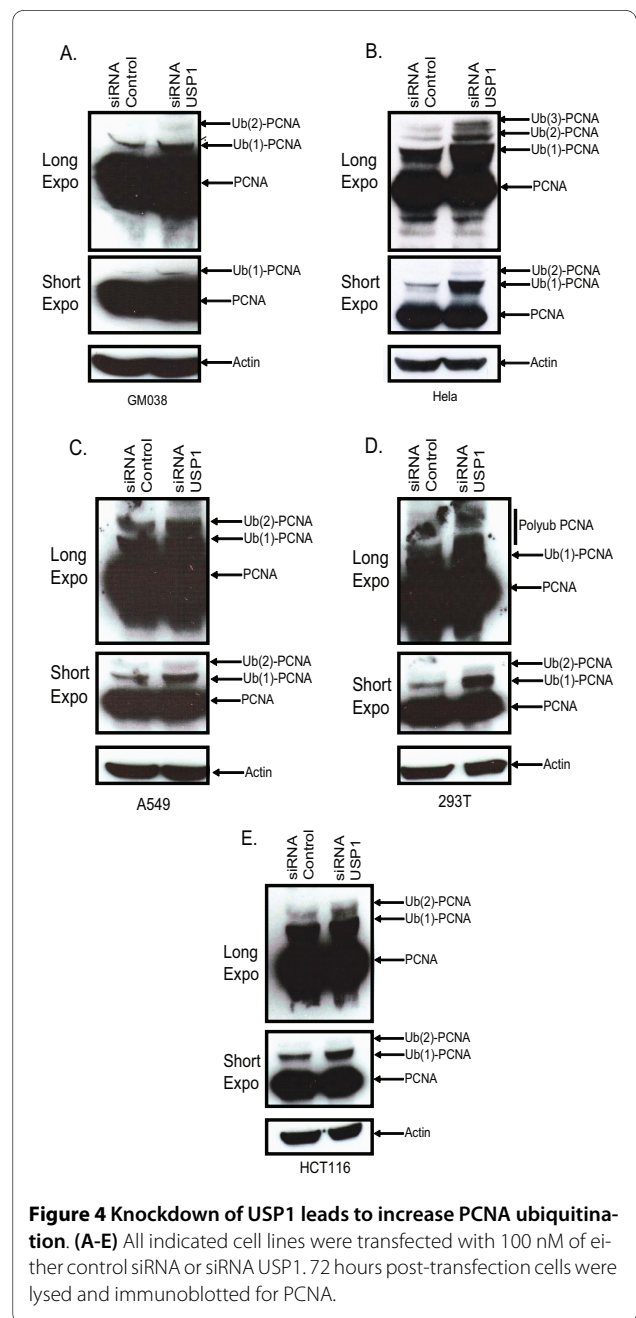 A.
siRNA Control
siRNA USP1
Long Expo
Ub(2)-PCNA
Ub(1)-PCNA
PCNA
Short Expo
Ub(1)-PCNA
PCNA
Actin
GM038
B.
siRNA Control
siRNA USP1
Long Expo
Ub(3)-PCNA
Ub(2)-PCNA
Ub(1)-PCNA
PCNA
Short Expo
Ub(2)-PCNA
Ub(1)-PCNA
PCNA
Actin
Hela
C.
siRNA Control
siRNA USP1
Long Expo
Ub(2)-PCNA
Ub(1)-PCNA
PCNA
Short Expo
Ub(2)-PCNA
Ub(1)-PCNA
PCNA
Actin
A549
D.
siRNA Control
siRNA USP1
Long Expo
Polyub PCNA
Ub(1)-PCNA
PCNA
Short Expo
Ub(2)-PCNA
Ub(1)-PCNA
PCNA
Actin
293T
E.
siRNA Control
siRNA USP1
Long Expo
Ub(2)-PCNA
Ub(1)-PCNA
PCNA
Short Expo
Ub(2)-PCNA
Ub(1)-PCNA
PCNA
Actin
HCT116
Figure 4 Knockdown of USP1 leads to increase PCNA ubiquitina-
tion. (A-E) All indicated cell lines were transfected with 100 nM of ei-
ther control siRNA or siRNA USP1. 72 hours post-transfection cells were
lysed and immunoblotted for PCNA.